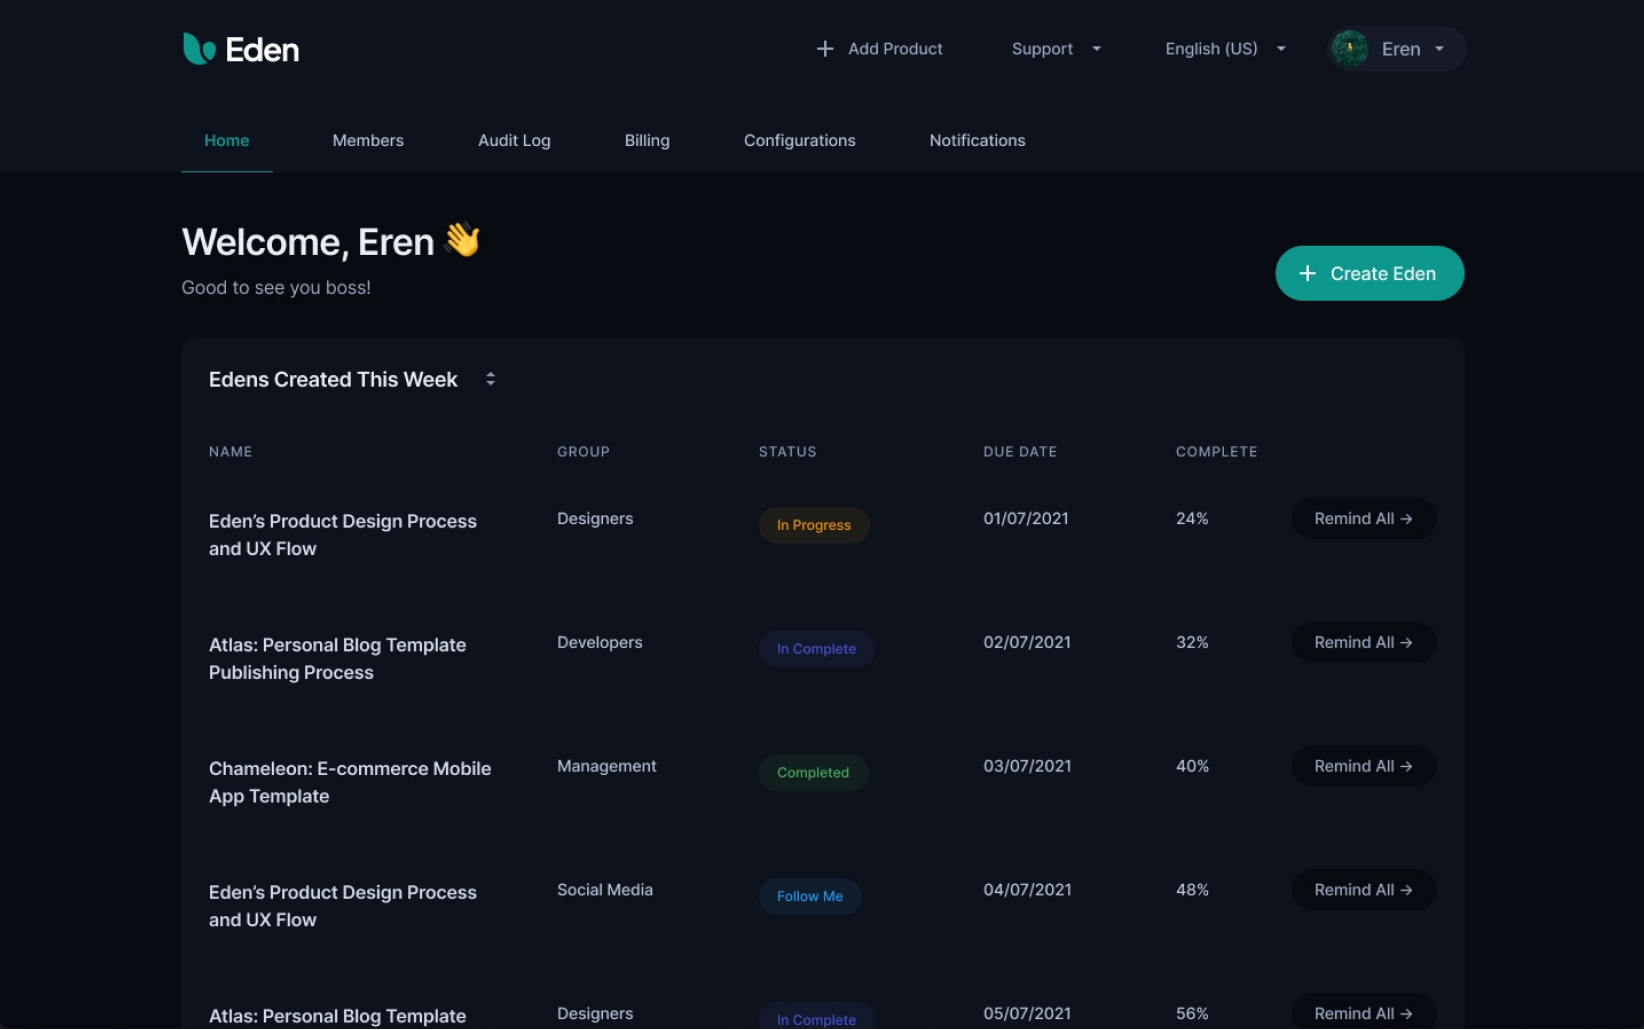 Eden
Add Product Support English (US) Eren
Home Members Audit Log Billing Configurations Notifications
Welcome, Eren 👋
Good to see you boss!
+ Create Eden
Edens Created This Week
NAME GROUP STATUS DUE DATE COMPLETE
Eden’s Product Design Process Designers In Progress 01/07/2021 24% Remind All →
and UX Flow
Atlas: Personal Blog Template Developers In Complete 02/07/2021 32% Remind All →
Publishing Process
Chameleon: E-commerce Mobile Management Completed 03/07/2021 40% Remind All →
App Template
Eden’s Product Design Process Social Media Follow Me 04/07/2021 48% Remind All →
and UX Flow
Atlas: Personal Blog Template Designers In Complete 05/07/2021 56% Remind All →